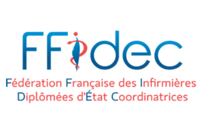 FFidec
Fédération Française des Infirmières
Diplômées d'État Coordinatrices